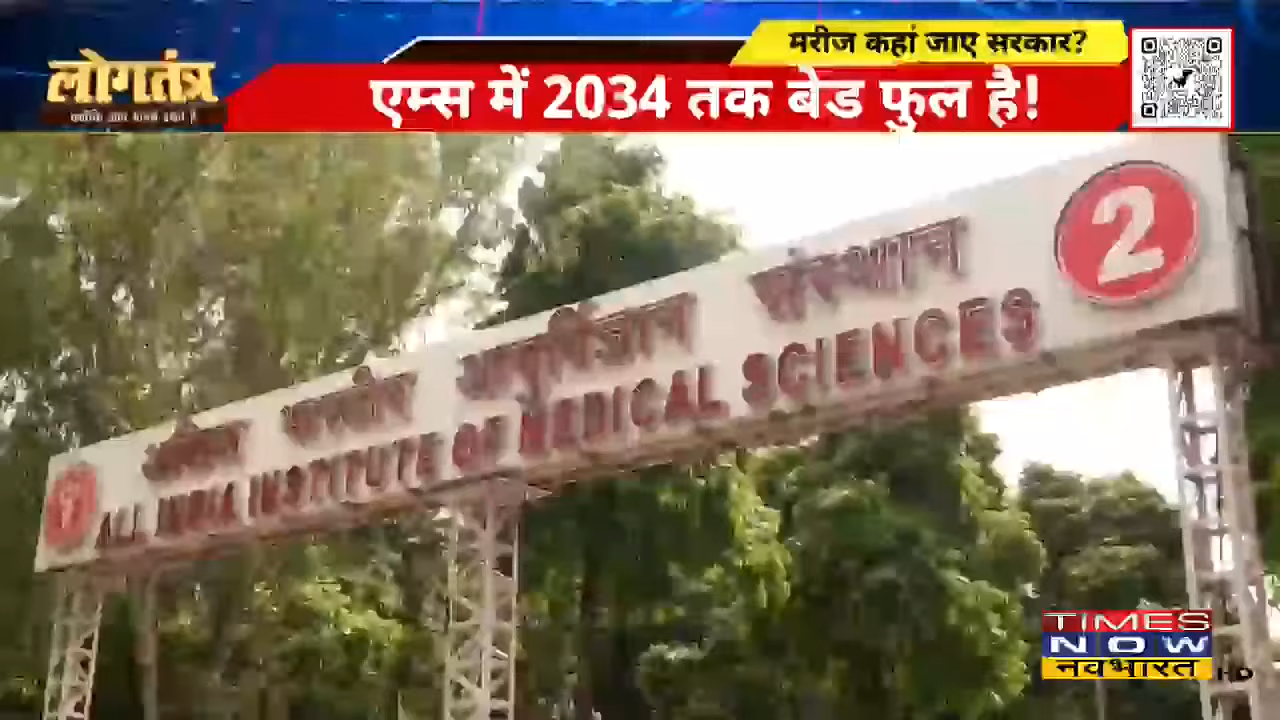 मरीज कहां जाए सरकार?
लोगतंत्र
एम्स में 2034 तक बेड फुल है!
2
संस्थान
आयुर्विज्ञान
ALL INDIA INSTITUTE OF MEDICAL SCIENCES
TIMES
NOW
नवभारत
HD